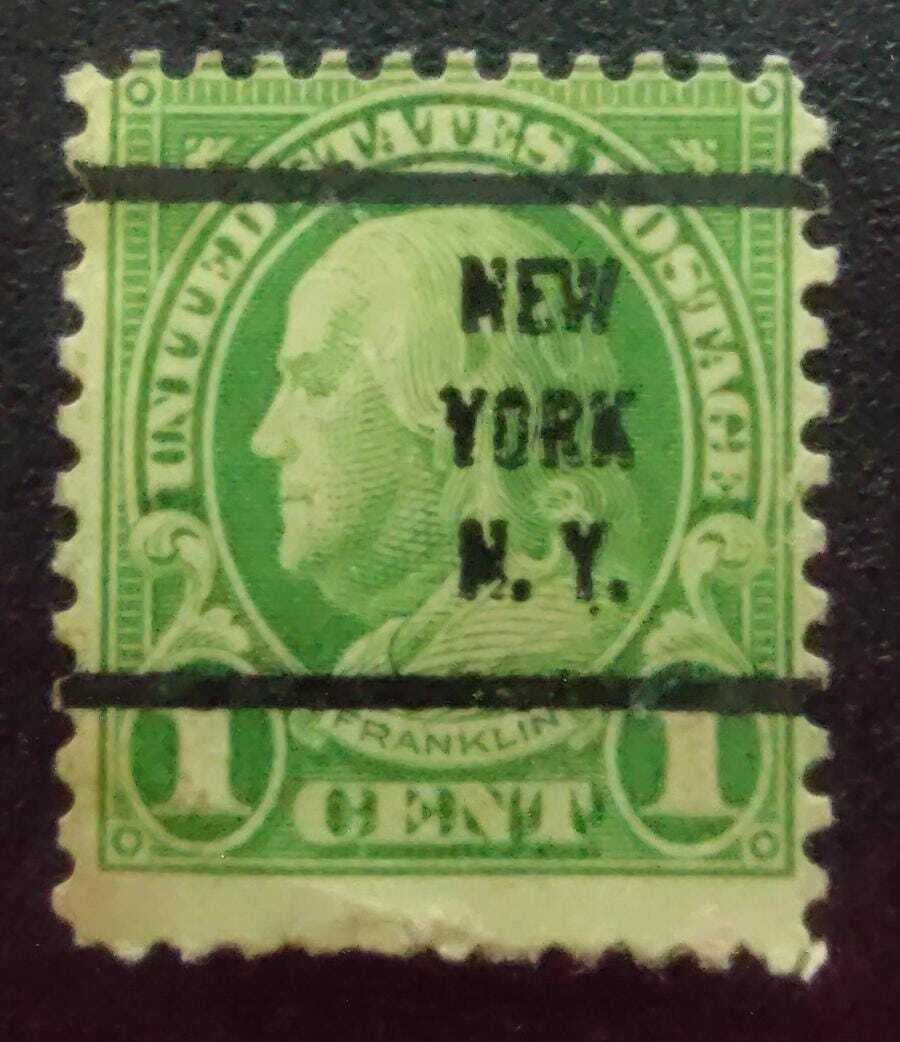 UNITED STATES POSTAGE
NEW
YORK
N. Y.
FRANKLIN
1 1
CENT